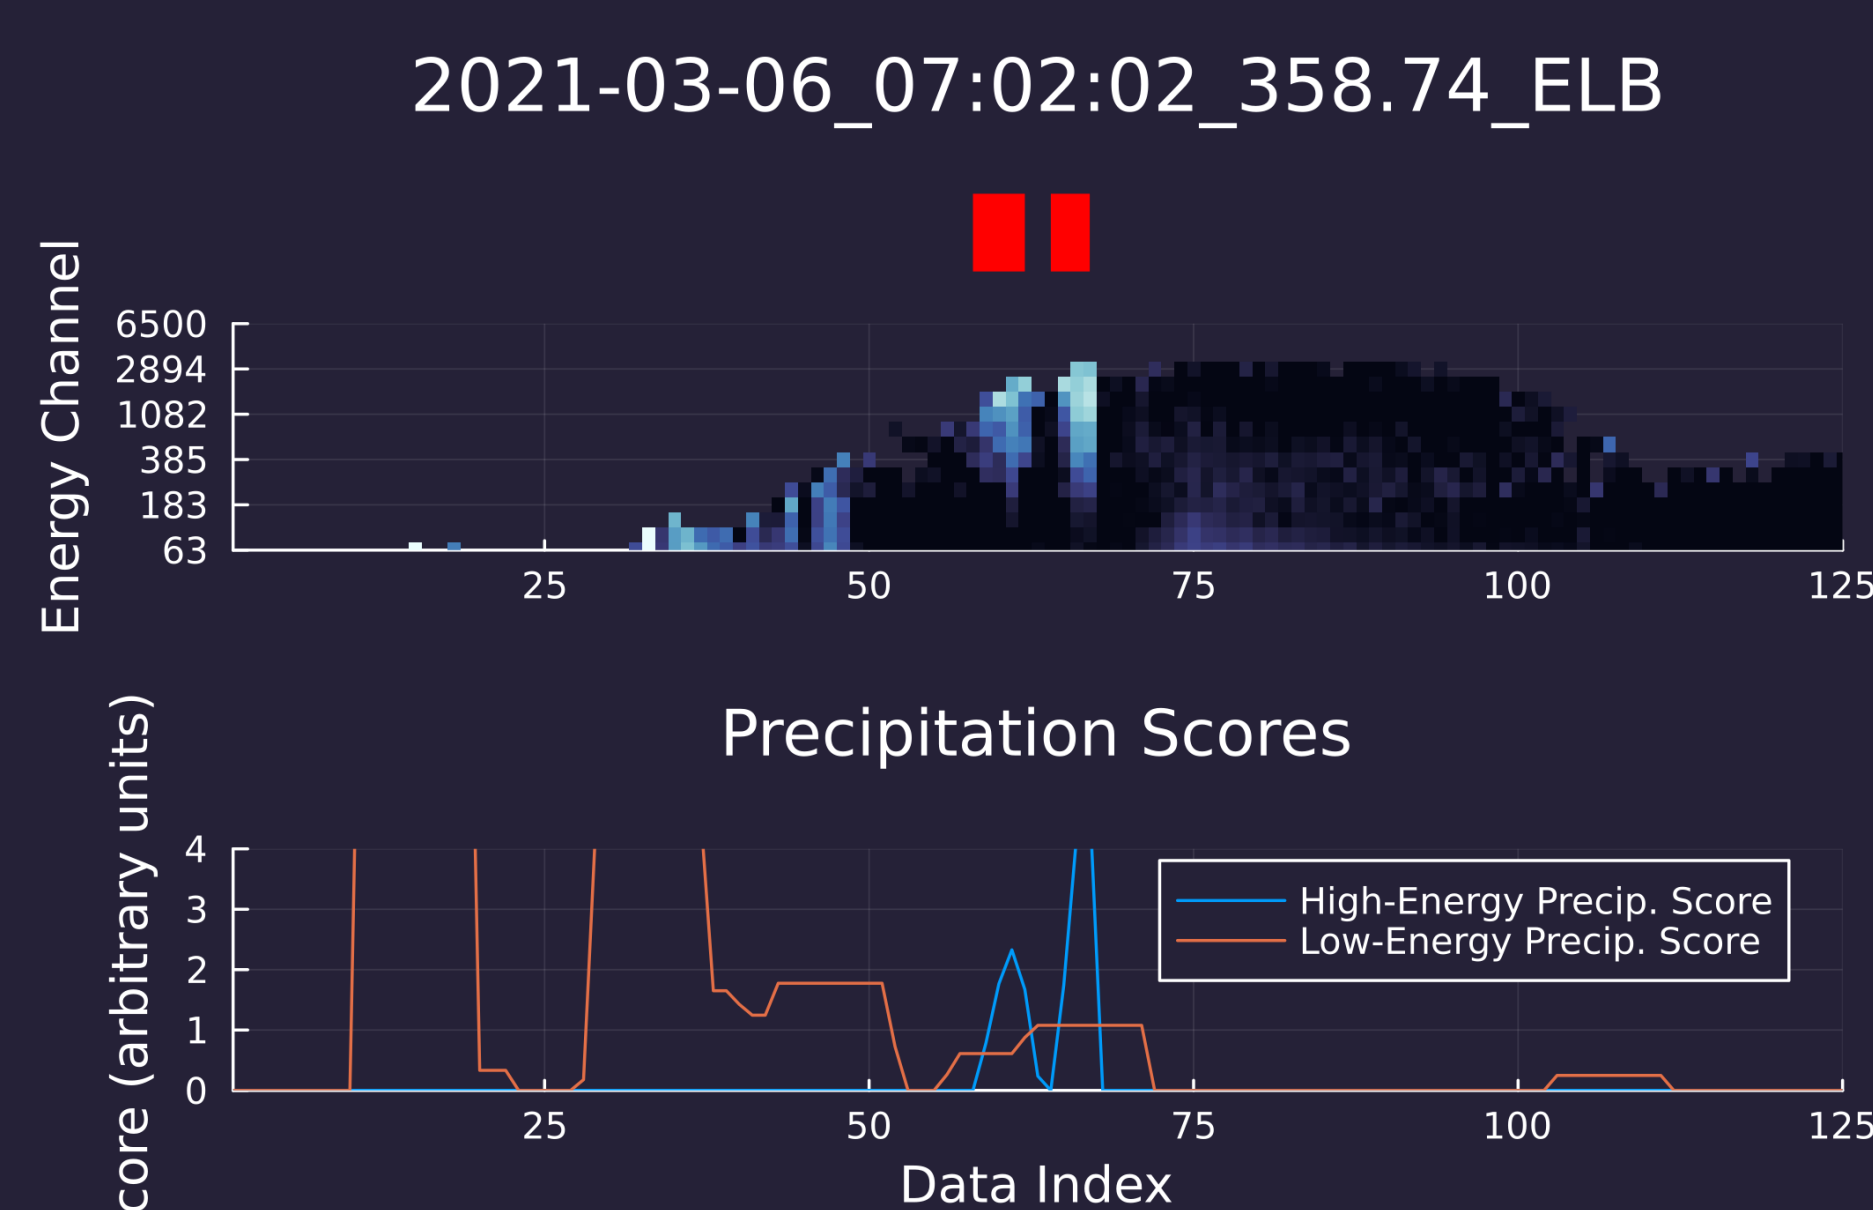 2021-03-06_07:02:02_358.74_ELB
Energy Channel
6500
2894
1082
385
183
63
25 50 75 100 125
Precipitation Scores
core (arbitrary units)
4
3
2
1
0
High-Energy Precip. Score
Low-Energy Precip. Score
25 50 75 100 125
Data Index